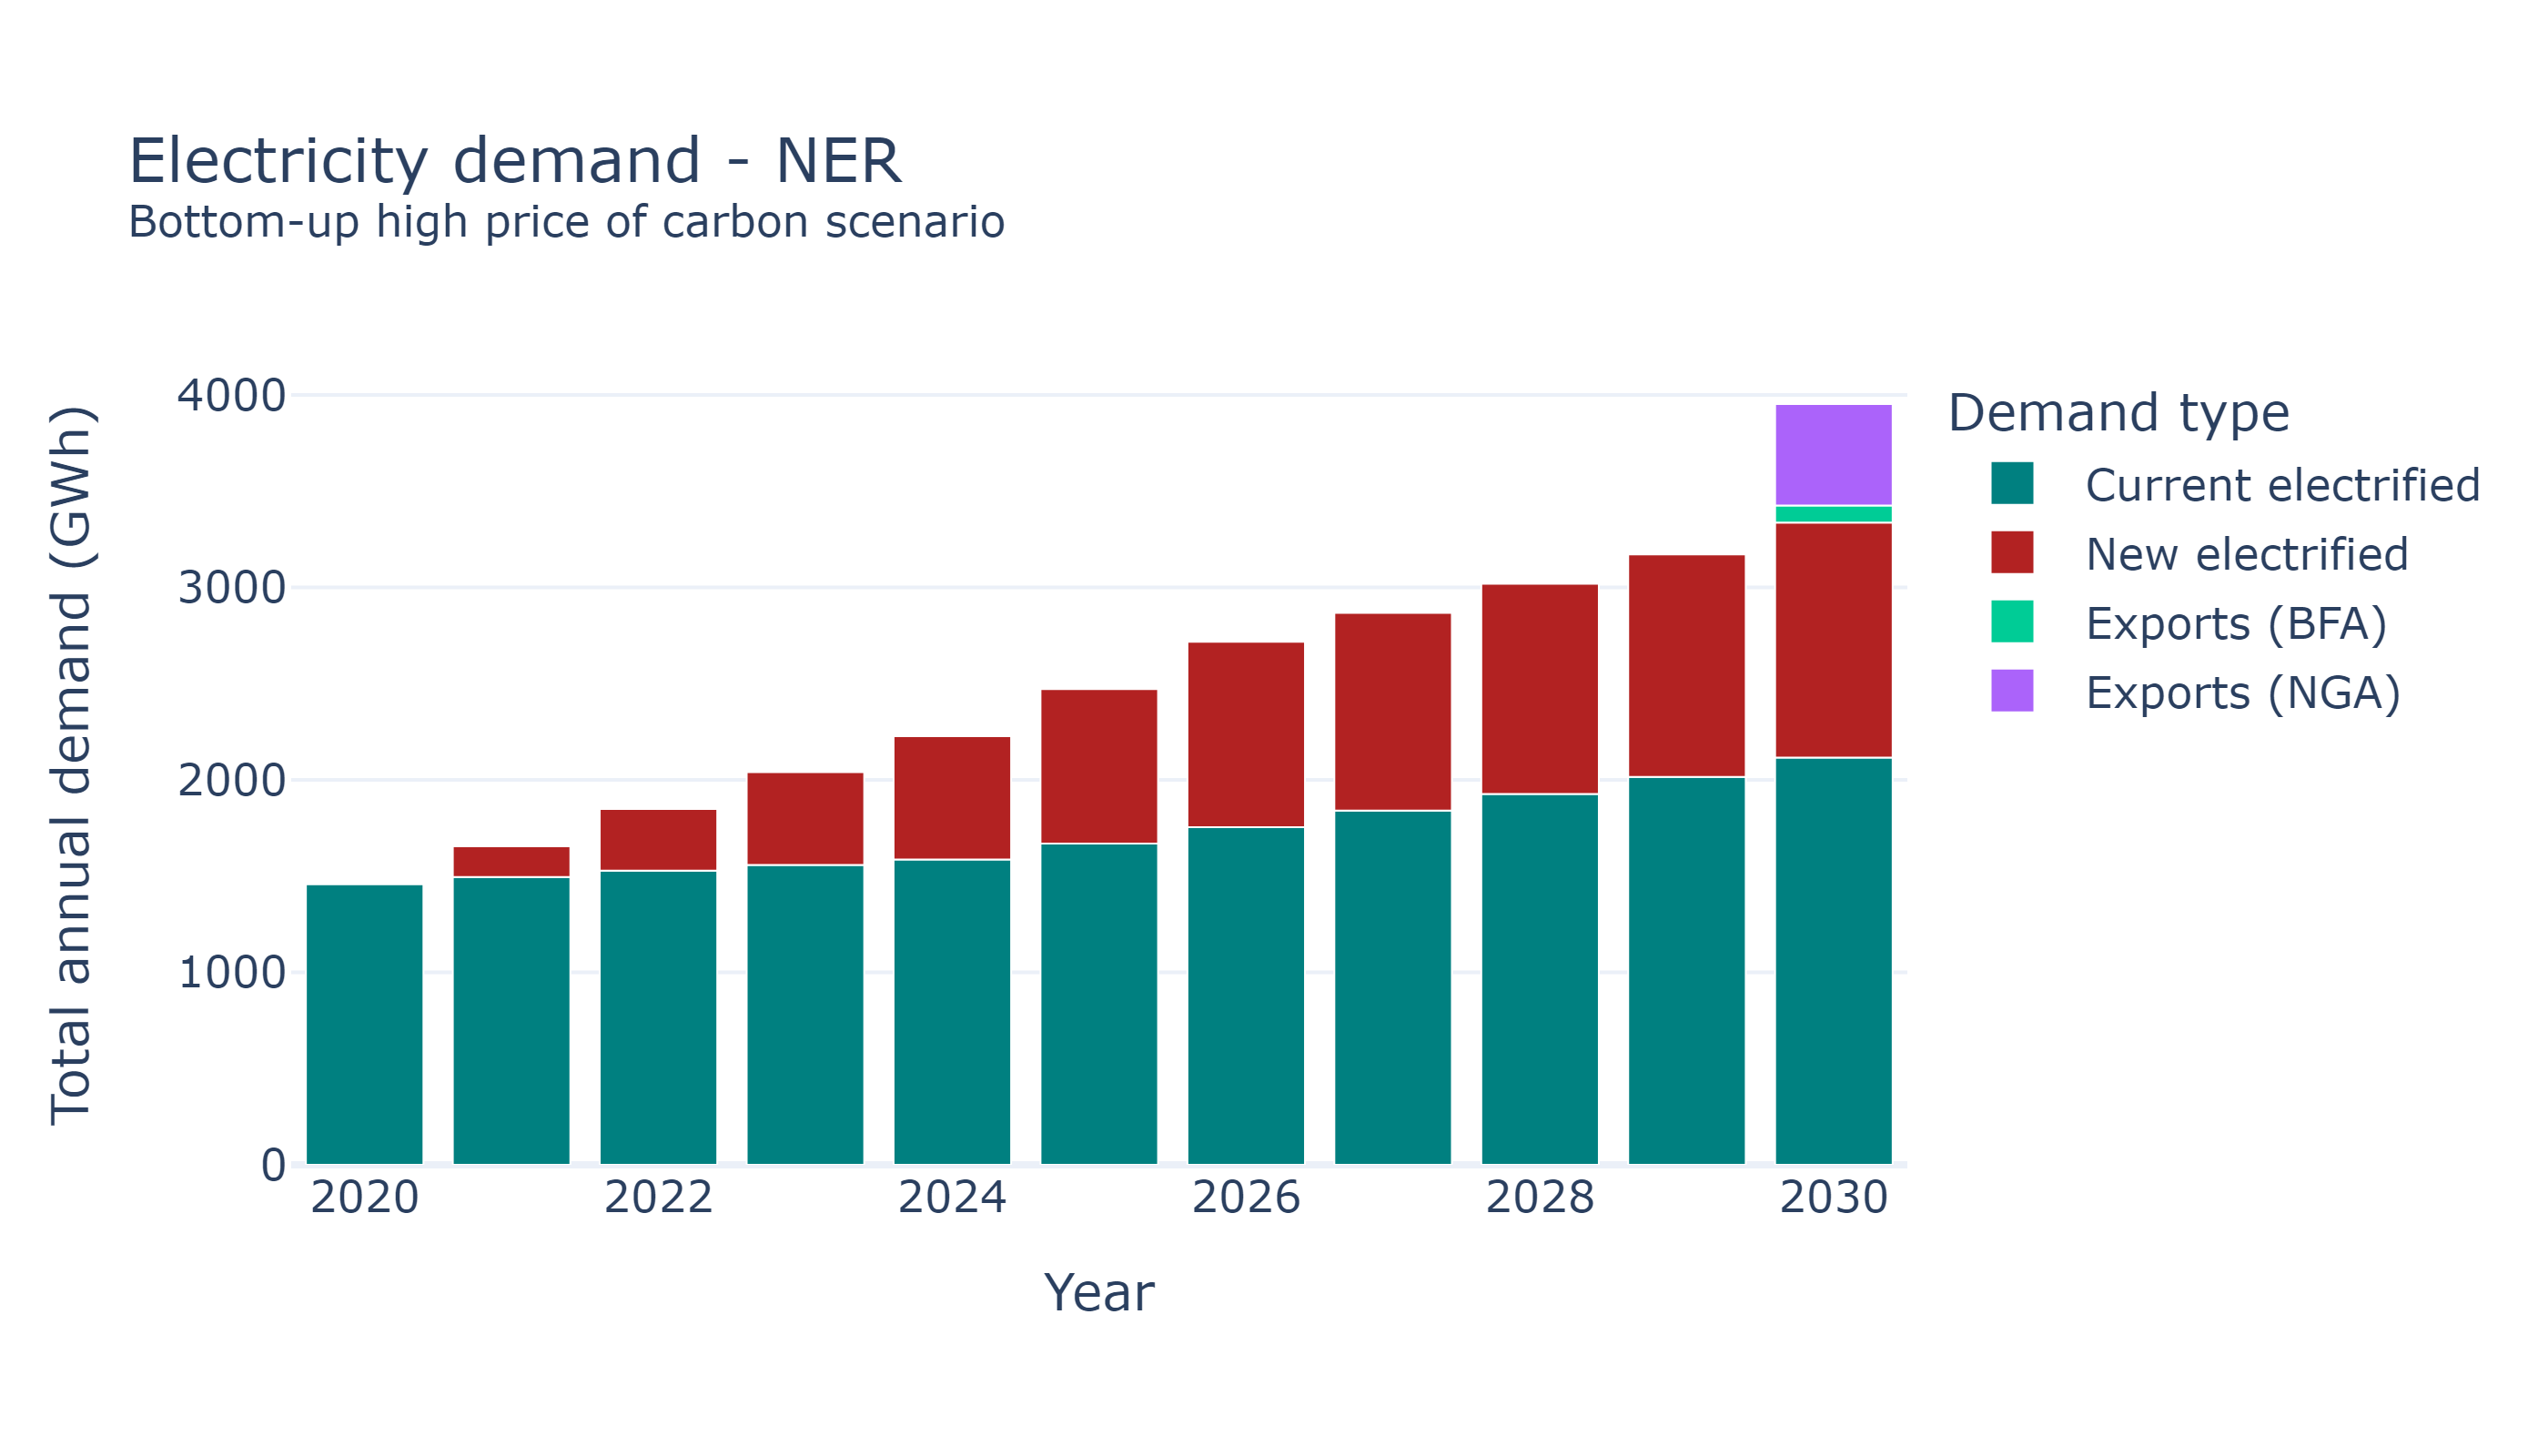 Electricity demand - NER
Bottom-up high price of carbon scenario
Total annual demand (GWh)
4000
3000
2000
1000
0
2020
2022
2024
2026
2028
2030
Year
Demand type
Current electrified
New electrified
Exports (BFA)
Exports (NGA)